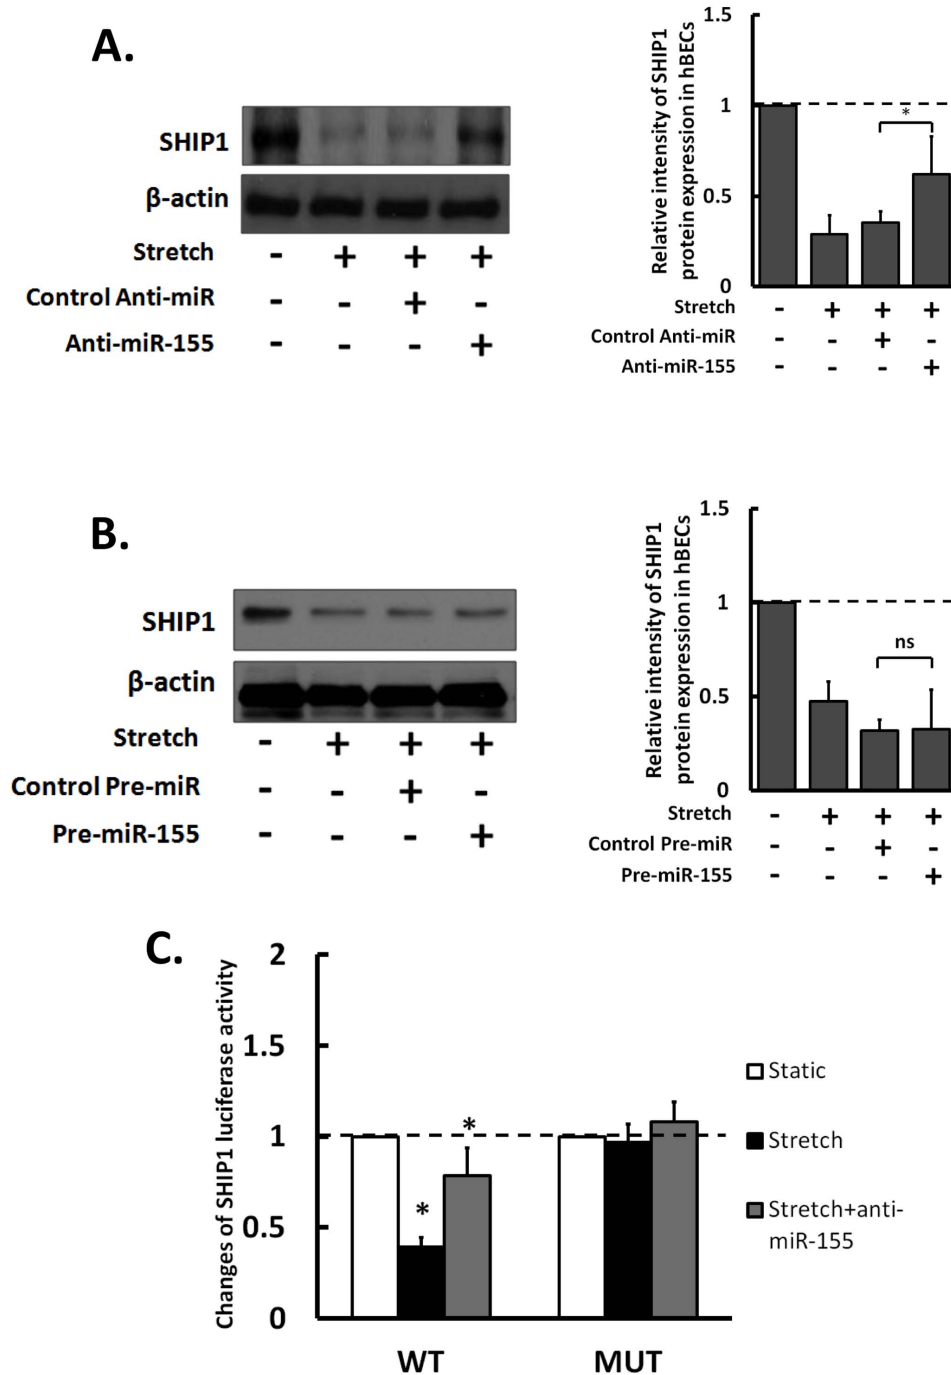 A.
SHIP1
β-actin
Stretch - + + +
Control Anti-miR - - + -
Anti-miR-155 - - - +
Relative intensity of SHIP1
protein expression in hBECs
1.5
1
0.5
0
*
Stretch - + + +
Control Anti-miR - - + -
Anti-miR-155 - - - +
B.
SHIP1
β-actin
Stretch - + + +
Control Pre-miR - - + -
Pre-miR-155 - - - +
Relative intensity of SHIP1
protein expression in hBECs
1.5
1
0.5
0
ns
Stretch - + + +
Control Pre-miR - - + -
Pre-miR-155 - - - +
C.
Changes of SHIP1 luciferase activity
2
1.5
1
0.5
0
*
*
WT
MUT
Static
Stretch
Stretch+anti-
miR-155